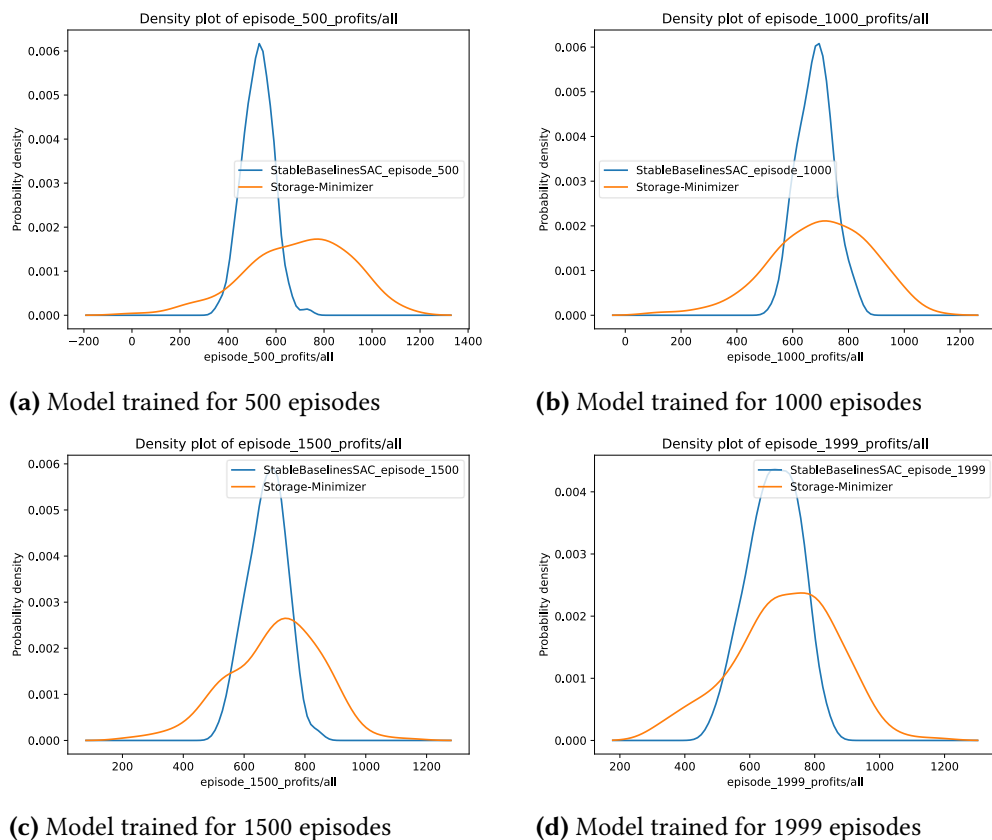 Density plot of episode_500_profits/all
Probability density
0.006
0.005
0.004
0.003
0.002
0.001
0.000
StableBaselinesSAC_episode_500
Storage-Minimizer
−200 0 200 400 600 800 1000 1200 1400
episode_500_profits/all
(a) Model trained for 500 episodes
Density plot of episode_1000_profits/all
Probability density
0.006
0.005
0.004
0.003
0.002
0.001
0.000
StableBaselinesSAC_episode_1000
Storage-Minimizer
0 200 400 600 800 1000 1200
episode_1000_profits/all
(b) Model trained for 1000 episodes
Density plot of episode_1500_profits/all
Probability density
0.006
0.005
0.004
0.003
0.002
0.001
0.000
StableBaselinesSAC_episode_1500
Storage-Minimizer
200 400 600 800 1000 1200
episode_1500_profits/all
(c) Model trained for 1500 episodes
Density plot of episode_1999_profits/all
Probability density
0.004
0.003
0.002
0.001
0.000
StableBaselinesSAC_episode_1999
Storage-Minimizer
200 400 600 800 1000 1200
episode_1999_profits/all
(d) Model trained for 1999 episodes